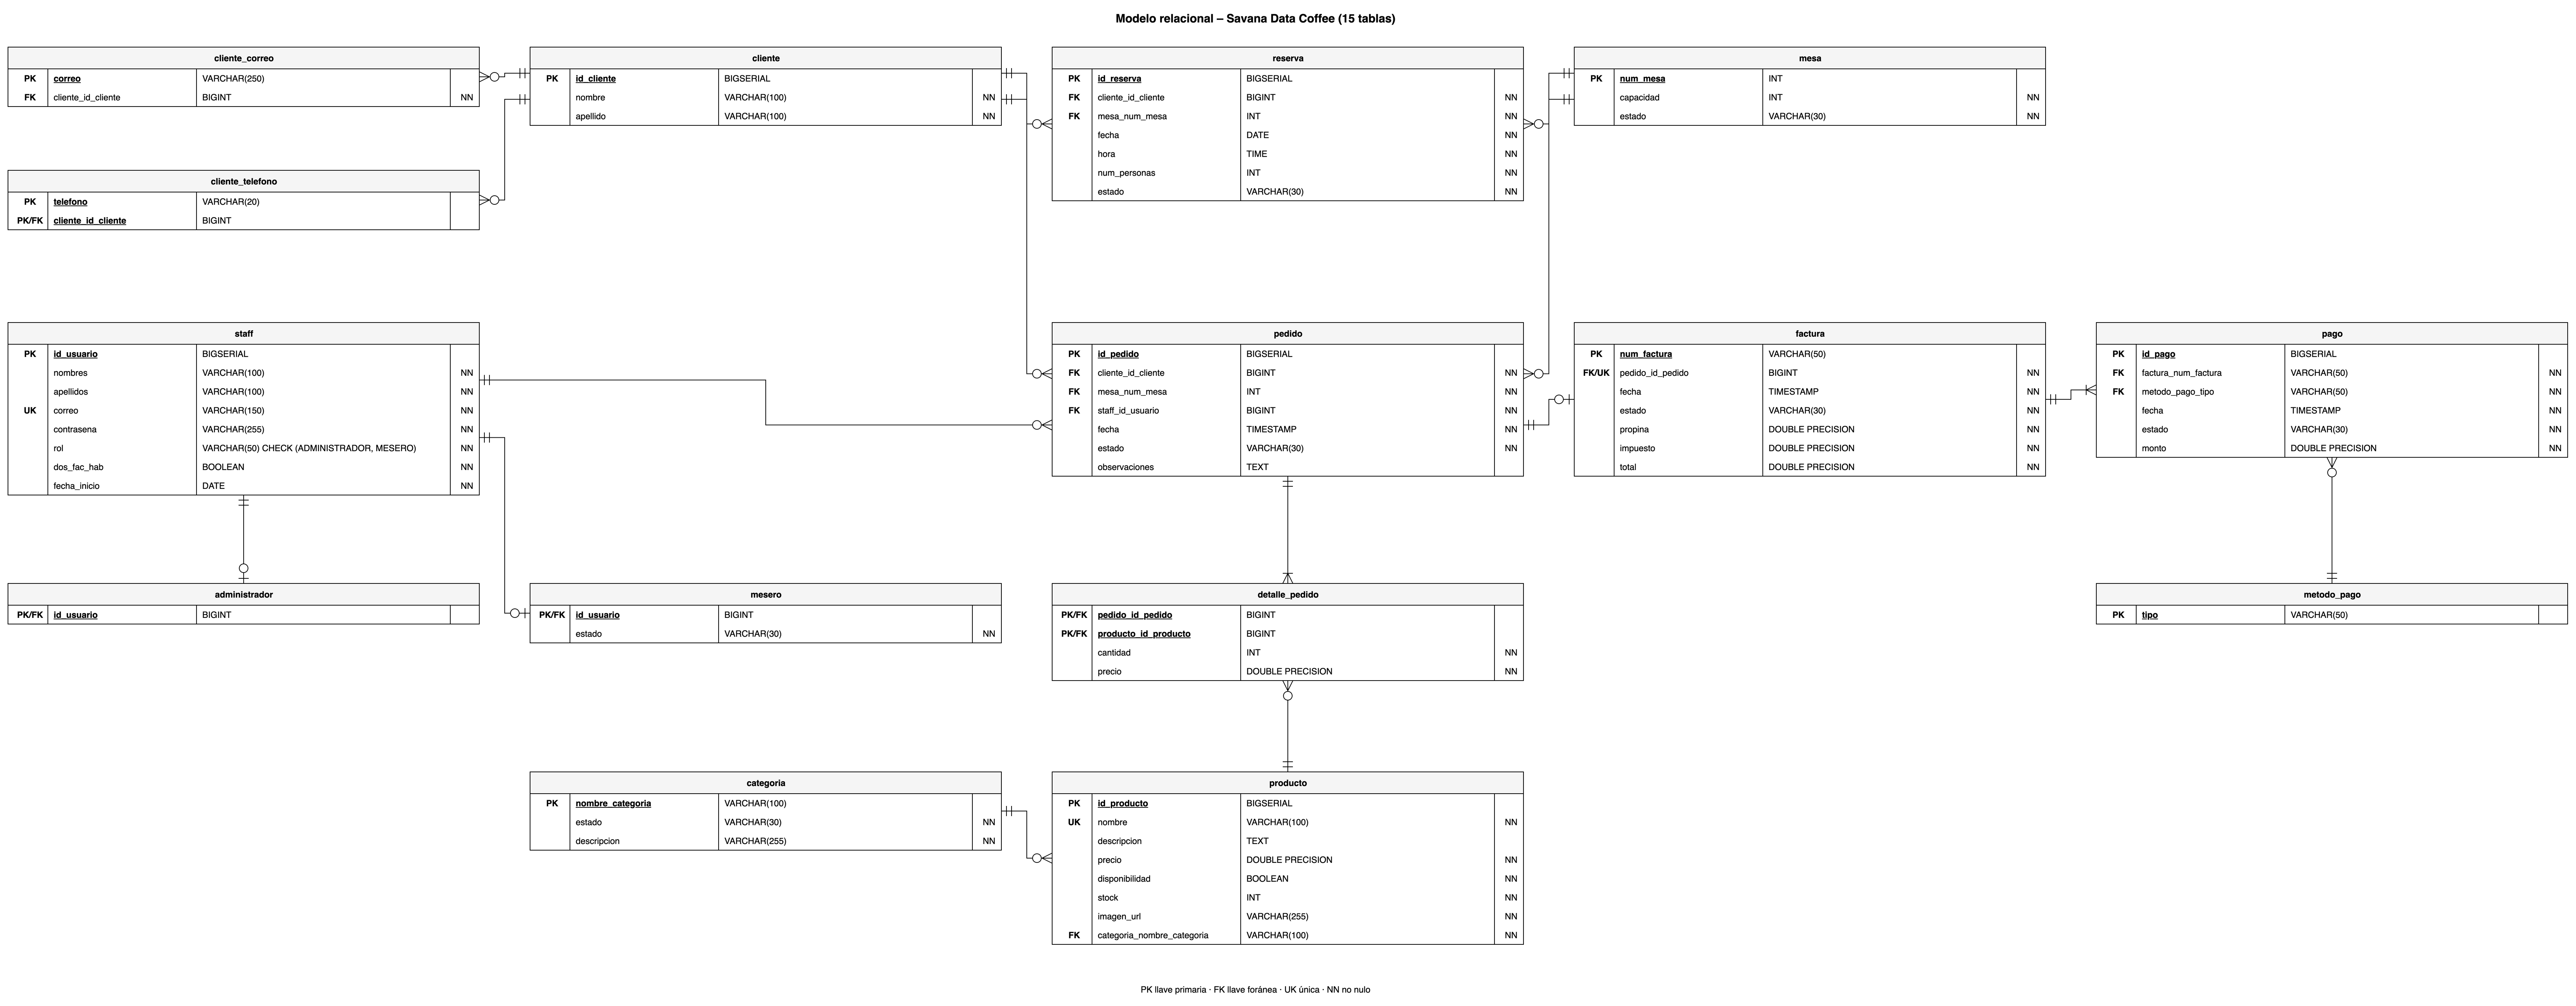 Modelo relacional – Savana Data Coffee (15 tablas)
cliente_correo
PK correo VARCHAR(250)
FK cliente_id_cliente BIGINT NN
cliente
PK id_cliente BIGSERIAL
nombre VARCHAR(100) NN
apellido VARCHAR(100) NN
reserva
PK id_reserva BIGSERIAL
FK cliente_id_cliente BIGINT NN
FK mesa_num_mesa INT NN
fecha DATE NN
hora TIME NN
num_personas INT NN
estado VARCHAR(30) NN
mesa
PK num_mesa INT
capacidad INT NN
estado VARCHAR(30) NN
cliente_telefono
PK telefono VARCHAR(20)
PK/FK cliente_id_cliente BIGINT
staff
PK id_usuario BIGSERIAL
nombres VARCHAR(100) NN
apellidos VARCHAR(100) NN
UK correo VARCHAR(150) NN
contrasena VARCHAR(255) NN
rol VARCHAR(50) CHECK (ADMINISTRADOR, MESERO) NN
dos_fac_hab BOOLEAN NN
fecha_inicio DATE NN
pedido
PK id_pedido BIGSERIAL
FK cliente_id_cliente BIGINT NN
FK mesa_num_mesa INT NN
FK staff_id_usuario BIGINT NN
fecha TIMESTAMP NN
estado VARCHAR(30) NN
observaciones TEXT
factura
PK num_factura VARCHAR(50)
FK/UK pedido_id_pedido BIGINT NN
fecha TIMESTAMP NN
estado VARCHAR(30) NN
propina DOUBLE PRECISION NN
impuesto DOUBLE PRECISION NN
total DOUBLE PRECISION NN
pago
PK id_pago BIGSERIAL
FK factura_num_factura VARCHAR(50) NN
FK metodo_pago_tipo VARCHAR(50) NN
fecha TIMESTAMP NN
estado VARCHAR(30) NN
monto DOUBLE PRECISION NN
administrador
PK/FK id_usuario BIGINT
mesero
PK/FK id_usuario BIGINT
estado VARCHAR(30) NN
detalle_pedido
PK/FK pedido_id_pedido BIGINT
PK/FK producto_id_producto BIGINT
cantidad INT NN
precio DOUBLE PRECISION NN
metodo_pago
PK tipo VARCHAR(50)
categoria
PK nombre_categoria VARCHAR(100)
estado VARCHAR(30) NN
descripcion VARCHAR(255) NN
producto
PK id_producto BIGSERIAL
UK nombre VARCHAR(100) NN
descripcion TEXT
precio DOUBLE PRECISION NN
disponibilidad BOOLEAN NN
stock INT NN
imagen_url VARCHAR(255) NN
FK categoria_nombre_categoria VARCHAR(100) NN
PK llave primaria · FK llave foránea · UK única · NN no nulo